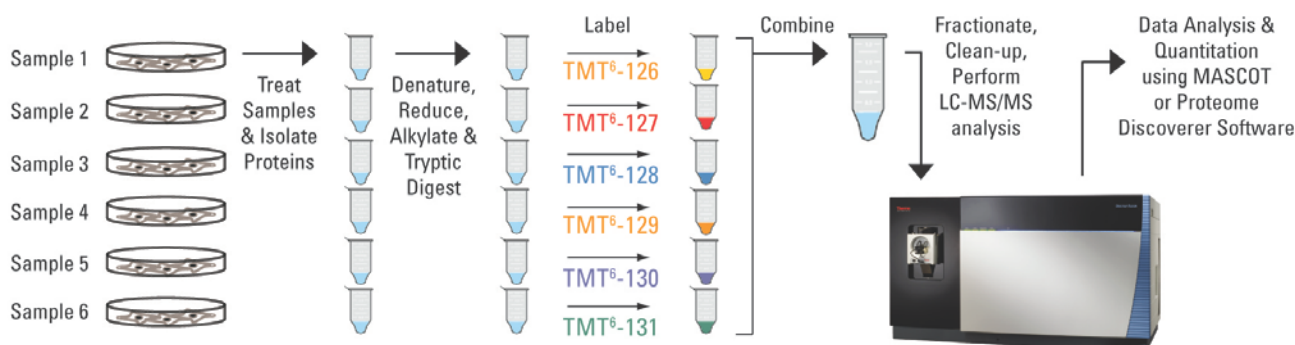 Sample 1
Sample 2
Sample 3
Sample 4
Sample 5
Sample 6
Treat
Samples
& Isolate
Proteins
Denature,
Reduce,
Alkylate &
Tryptic
Digest
Label
TMT⁶-126
TMT⁶-127
TMT⁶-128
TMT⁶-129
TMT⁶-130
TMT⁶-131
Combine
Fractionate,
Clean-up,
Perform
LC-MS/MS
analysis
Data Analysis &
Quantitation
using MASCOT
or Proteome
Discoverer Software